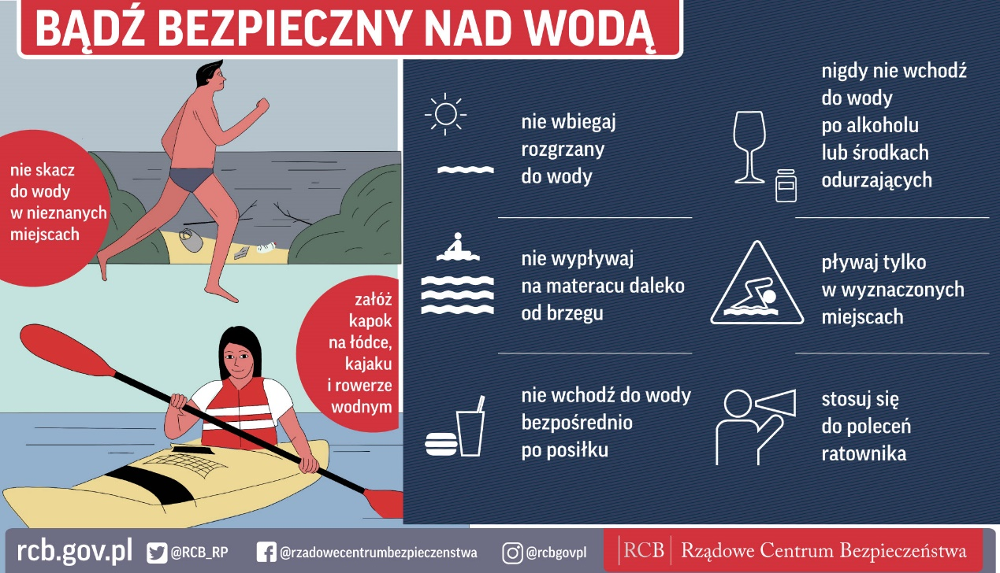 BĄDŹ BEZPIECZNY NAD WODĄ
nie skacz
do wody
w nieznanych
miejscach
załóż
kapok
na łódce,
kajaku
i rowerze
wodnym
nie wbiegaj
rozgrzany
do wody
nie wypływaj
na materacu daleko
od brzegu
nie wchodź do wody
bezpośrednio
po posiłku
nigdy nie wchodź
do wody
po alkoholu
lub środkach
odurzających
pływaj tylko
w wyznaczonych
miejscach
stosuj się
do poleceń
ratownika
rcb.gov.pl
@RCB_RP
@rzadowecentrumbezpieczenstwa
@rcbgovpl
RCB Rządowe Centrum Bezpieczeństwa